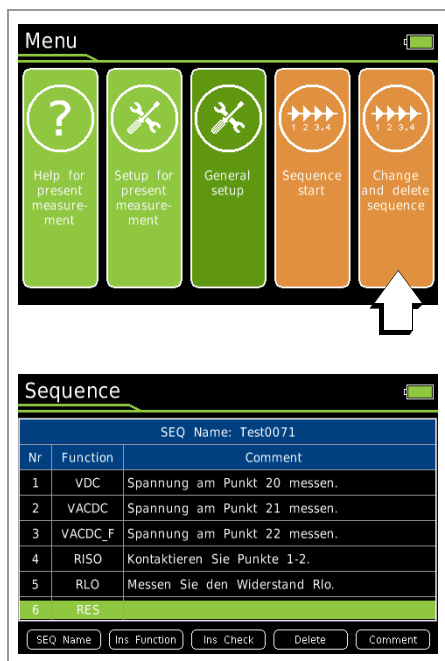 Menu
?
Help for
present
measure-
ment
Setup for
present
measure-
ment
General
setup
1 2 3.4
Sequence
start
1 2 3.4
Change
and delete
sequence
Sequence
SEQ Name: Test0071
Nr Function Comment
1 VDC Spannung am Punkt 20 messen.
2 VACDC Spannung am Punkt 21 messen.
3 VACDC_F Spannung am Punkt 22 messen.
4 RISO Kontaktieren Sie Punkte 1-2.
5 RLO Messen Sie den Widerstand Rlo.
6 RES
SEQ Name Ins Function Ins Check Delete Comment